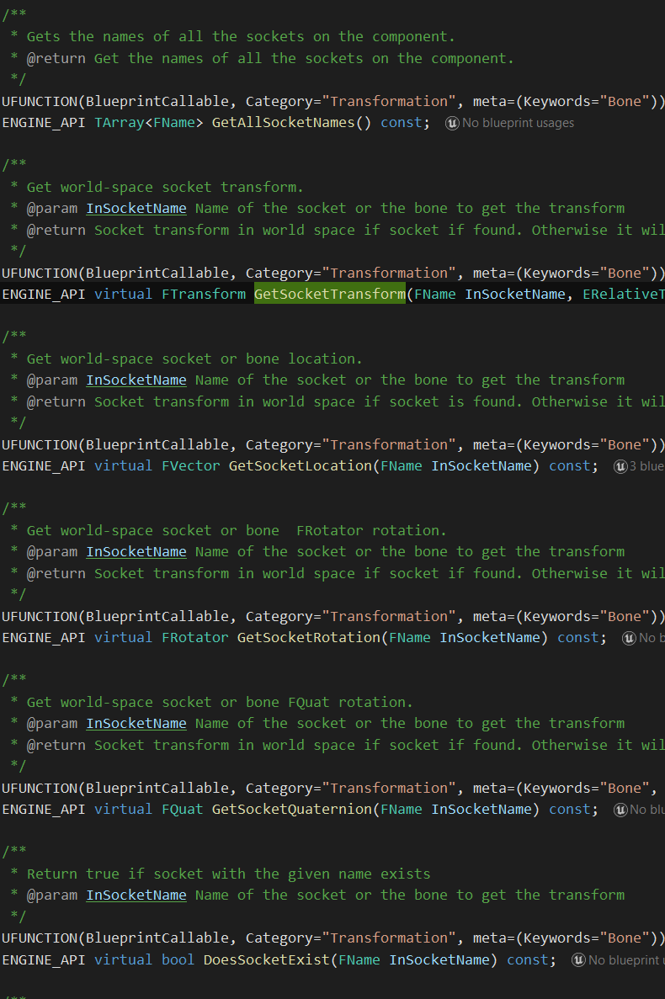 /**
 * Gets the names of all the sockets on the component.
 * @return Get the names of all the sockets on the component.
 */
UFUNCTION(BlueprintCallable, Category="Transformation", meta=(Keywords="Bone"))
ENGINE_API TArray<FName> GetAllSocketNames() const; No blueprint usages
/**
 * Get world-space socket transform.
 * @param InSocketName Name of the socket or the bone to get the transform
 * @return Socket transform in world space if socket if found. Otherwise it wil
 */
UFUNCTION(BlueprintCallable, Category="Transformation", meta=(Keywords="Bone"))
ENGINE_API virtual FTransform GetSocketTransform(FName InSocketName, ERelativeT
/**
 * Get world-space socket or bone location.
 * @param InSocketName Name of the socket or the bone to get the transform
 * @return Socket transform in world space if socket is found. Otherwise it wil
 */
UFUNCTION(BlueprintCallable, Category="Transformation", meta=(Keywords="Bone"))
ENGINE_API virtual FVector GetSocketLocation(FName InSocketName) const; 3 blue
/**
 * Get world-space socket or bone  FRotator rotation.
 * @param InSocketName Name of the socket or the bone to get the transform
 * @return Socket transform in world space if socket if found. Otherwise it wil
 */
UFUNCTION(BlueprintCallable, Category="Transformation", meta=(Keywords="Bone"))
ENGINE_API virtual FRotator GetSocketRotation(FName InSocketName) const; No b
/**
 * Get world-space socket or bone FQuat rotation.
 * @param InSocketName Name of the socket or the bone to get the transform
 * @return Socket transform in world space if socket if found. Otherwise it wil
 */
UFUNCTION(BlueprintCallable, Category="Transformation", meta=(Keywords="Bone",
ENGINE_API virtual FQuat GetSocketQuaternion(FName InSocketName) const; No blu
/**
 * Return true if socket with the given name exists
 * @param InSocketName Name of the socket or the bone to get the transform
 */
UFUNCTION(BlueprintCallable, Category="Transformation", meta=(Keywords="Bone"))
ENGINE_API virtual bool DoesSocketExist(FName InSocketName) const; No blueprint u
/**